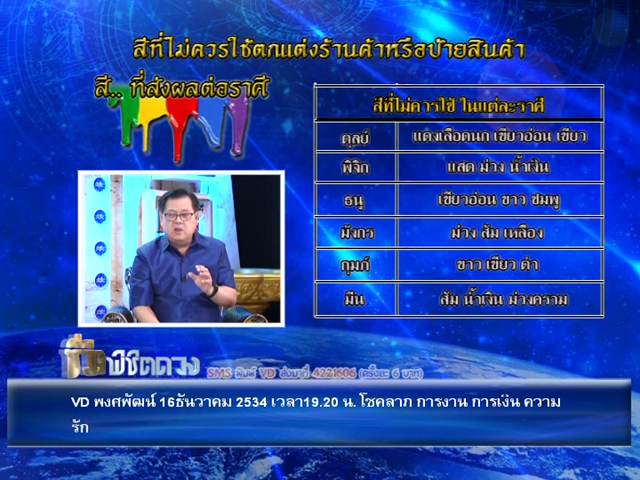 สีที่ไม่ควรใช้ตกแต่งร้านค้าหรือป้ายสินค้า
สี.. ที่ส่งผลต่อราศี
สีที่ไม่ควรใช้ ในแต่ละราศี
ตุลย์ แดงเลือดนก เขียวอ่อน เขียว
พิจิก แสด ม่วง น้ำเงิน
ธนู เขียวอ่อน ขาว ชมพู
มังกร ม่วง ส้ม เหลือง
กุมภ์ ขาว เขียว ดำ
มีน ส้ม น้ำเงิน ม่วงคราม
พิชิตดวง SMS พิมพ์ VD ส่งมาที่ 4221606 (ครั้งละ 6 บาท)
VD พงศพัฒน์ 16ธันวาคม 2534 เวลา19.20 น. โชคลาภ การงาน การเงิน ความ
รัก